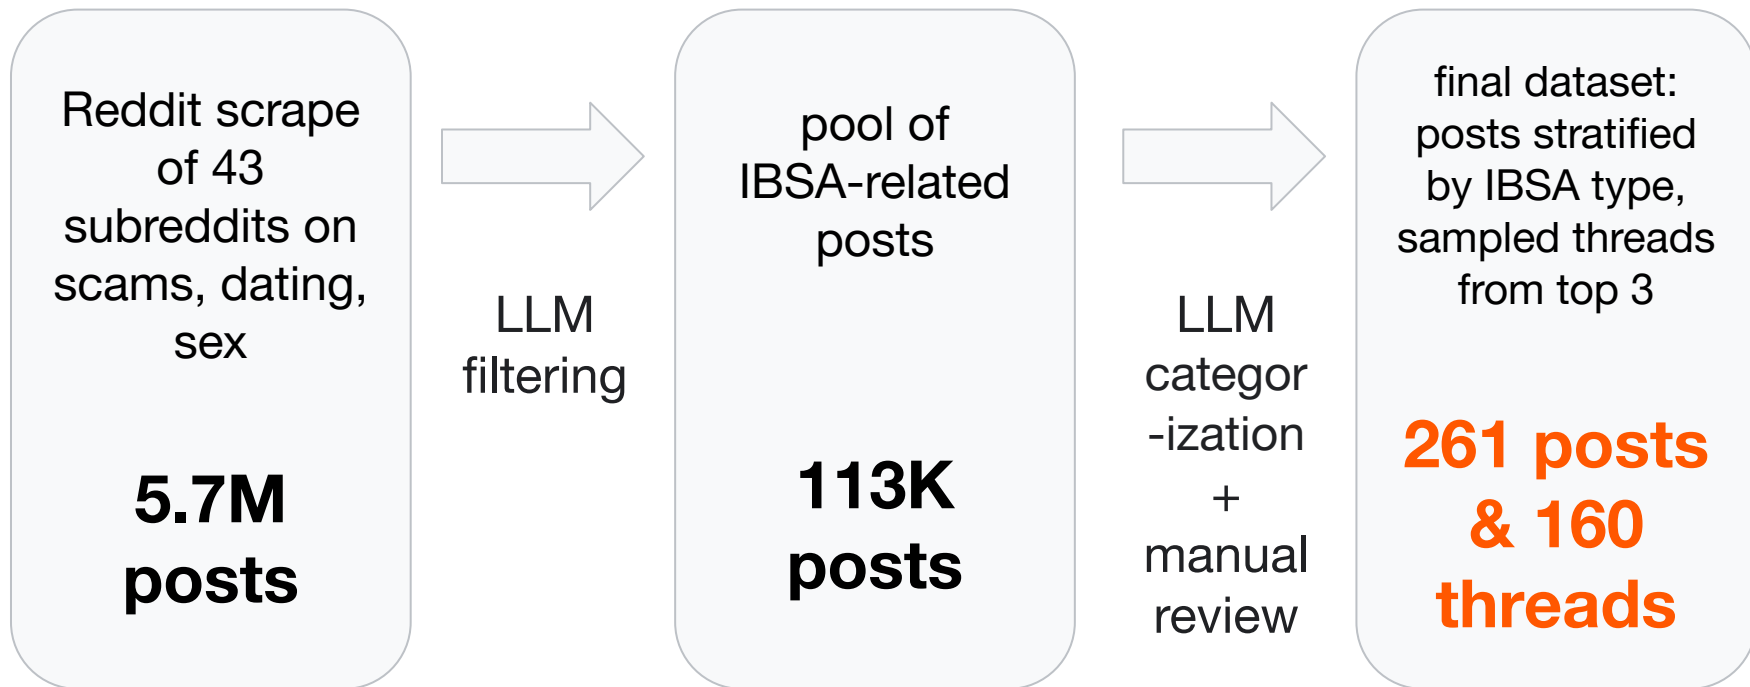 Reddit scrape
of 43
subreddits on
scams, dating,
sex
5.7M
posts
LLM
filtering
pool of
IBSA-related
posts
113K
posts
LLM
categor
-ization
+
manual
review
final dataset:
posts stratified
by IBSA type,
sampled threads
from top 3
261 posts
& 160
threads